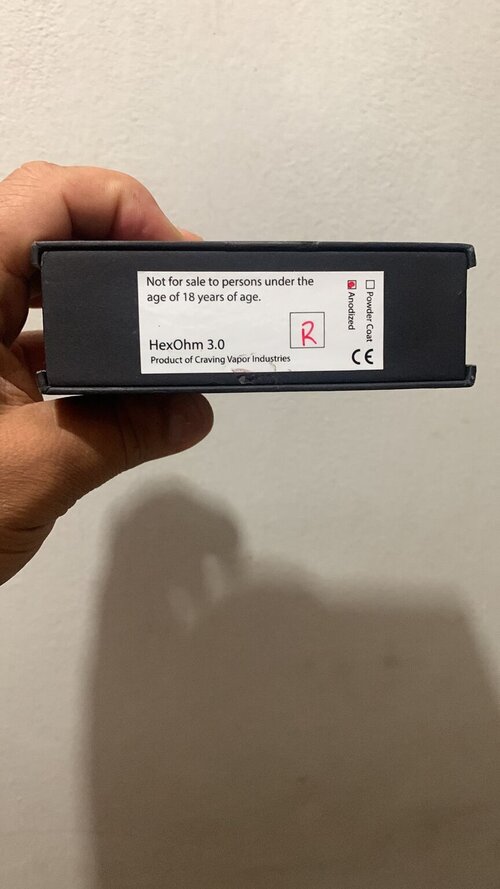 Not for sale to persons under the
age of 18 years of age.
R
HexOhm 3.0
Product of Craving Vapor Industries
Powder Coat
Anodized
CE